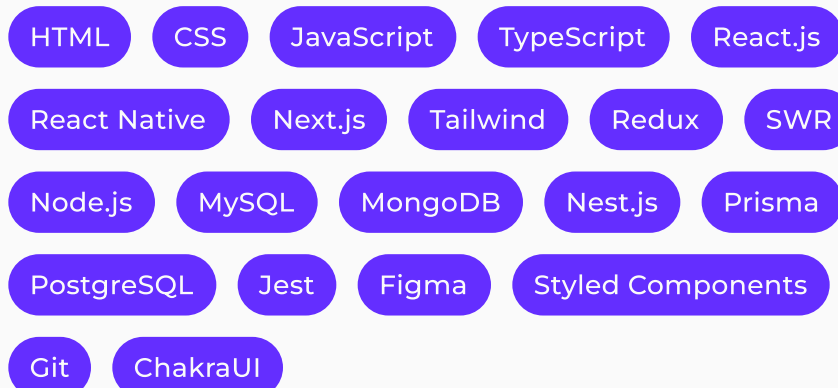 HTML CSS JavaScript TypeScript React.js
React Native Next.js Tailwind Redux SWR
Node.js MySQL MongoDB Nest.js Prisma
PostgreSQL Jest Figma Styled Components
Git ChakraUI